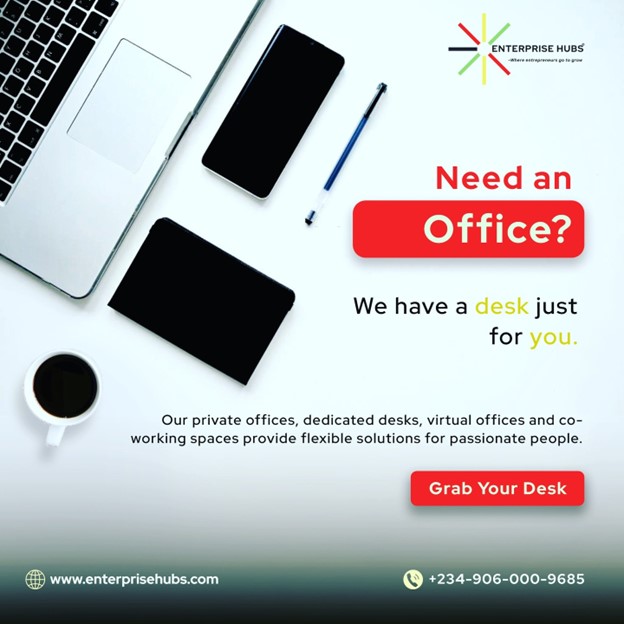 ENTERPRISE HUBS
-Where entrepreneurs go to grow
Need an
Office?
We have a desk just
for you.
Our private offices, dedicated desks, virtual offices and co-
working spaces provide flexible solutions for passionate people.
Grab Your Desk
www.enterprisehubs.com
+234-906-000-9685